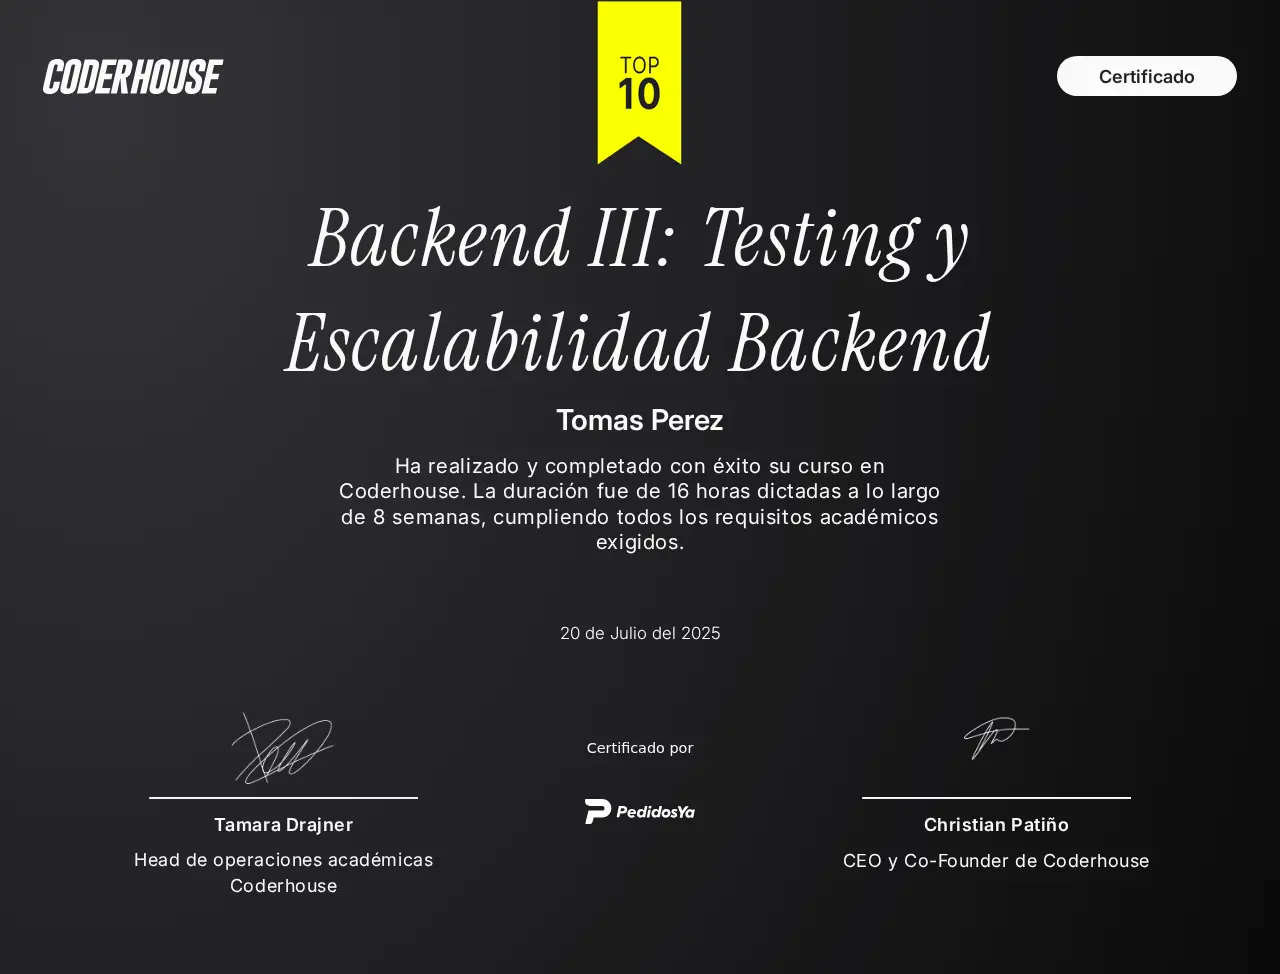 CODERHOUSE
TOP
10
Certificado
Backend III: Testing y
Escalabilidad Backend
Tomas Perez
Ha realizado y completado con éxito su curso en
Coderhouse. La duración fue de 16 horas dictadas a lo largo
de 8 semanas, cumpliendo todos los requisitos académicos
exigidos.
20 de Julio del 2025
Certificado por
PedidosYa
Tamara Drajner
Head de operaciones académicas
Coderhouse
Christian Patiño
CEO y Co-Founder de Coderhouse